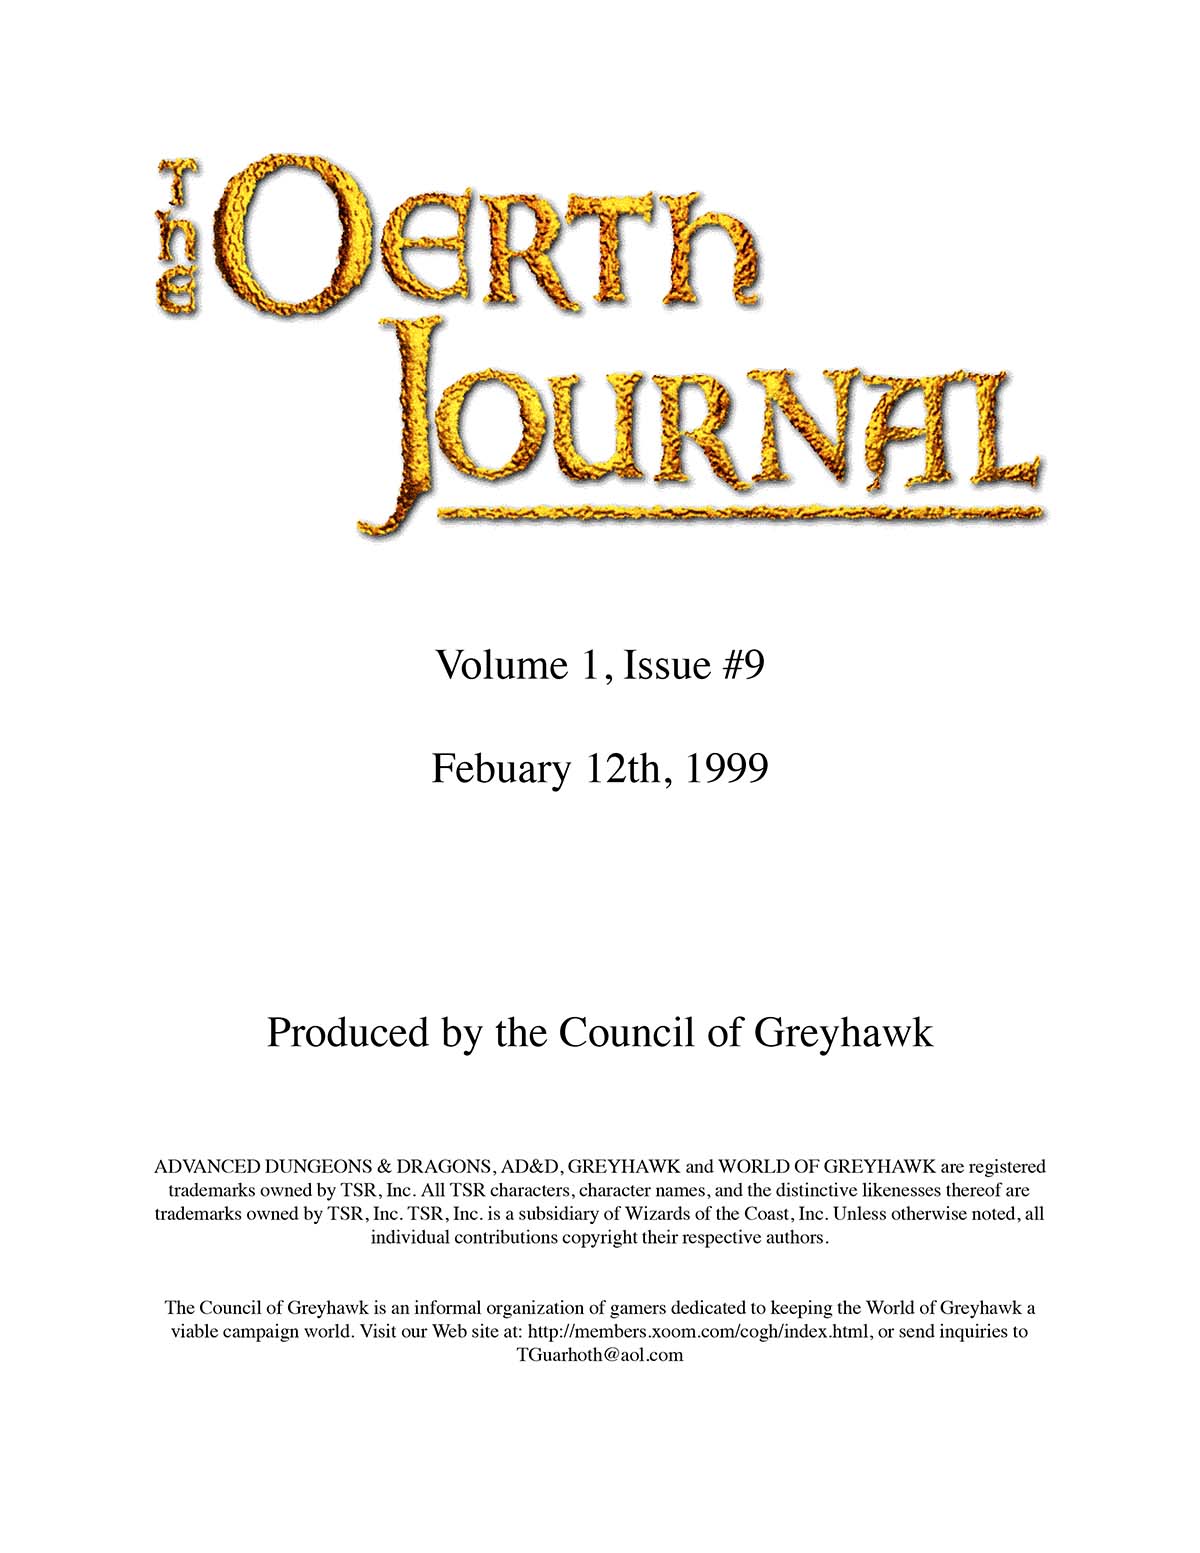 The Oerth
Journal
Volume 1, Issue #9
Febuary 12th, 1999
Produced by the Council of Greyhawk
ADVANCED DUNGEONS & DRAGONS, AD&D, GREYHAWK and WORLD OF GREYHAWK are registered
trademarks owned by TSR, Inc. All TSR characters, character names, and the distinctive likenesses thereof are
trademarks owned by TSR, Inc. TSR, Inc. is a subsidiary of Wizards of the Coast, Inc. Unless otherwise noted, all
individual contributions copyright their respective authors.
The Council of Greyhawk is an informal organization of gamers dedicated to keeping the World of Greyhawk a
viable campaign world. Visit our Web site at: http://members.xoom.com/cogh/index.html, or send inquiries to
TGuarhoth@aol.com